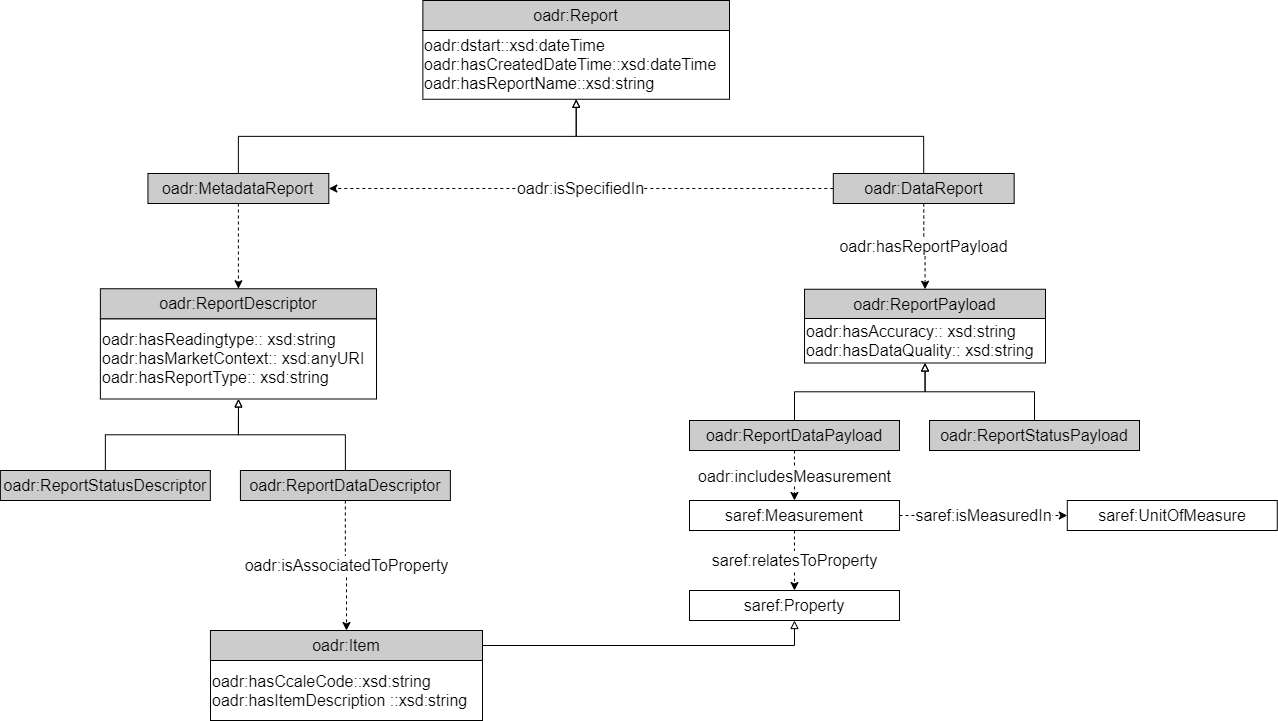 oadr:Report
oadr:dstart::xsd:dateTime
oadr:hasCreatedDateTime::xsd:dateTime
oadr:hasReportName::xsd:string
oadr:MetadataReport
oadr:isSpecifiedIn
oadr:DataReport
oadr:hasReportPayload
oadr:ReportDescriptor
oadr:hasReadingtype:: xsd:string
oadr:hasMarketContext:: xsd:anyURI
oadr:hasReportType:: xsd:string
oadr:ReportPayload
oadr:hasAccuracy:: xsd:string
oadr:hasDataQuality:: xsd:string
oadr:ReportDataPayload
oadr:ReportStatusPayload
oadr:includesMeasurement
oadr:ReportStatusDescriptor
oadr:ReportDataDescriptor
saref:Measurement
saref:isMeasuredIn
saref:UnitOfMeasure
oadr:isAssociatedToProperty
saref:relatesToProperty
saref:Property
oadr:Item
oadr:hasCcaleCode::xsd:string
oadr:hasItemDescription ::xsd:string